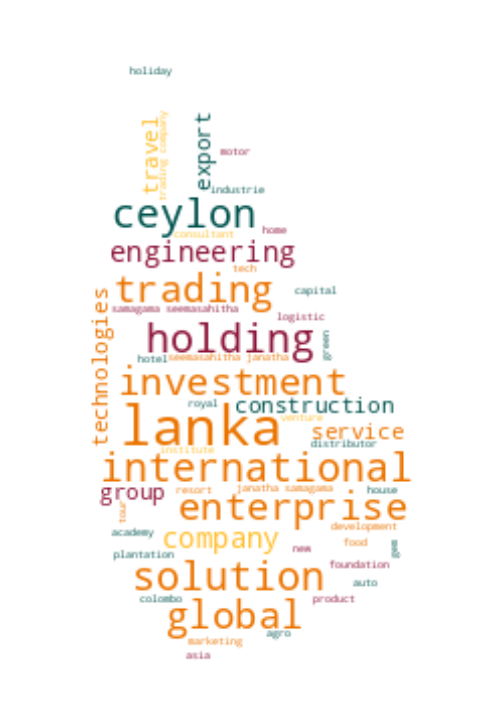 holiday
travel
trading company
export
motor
industrie
ceylon
consultant
home
engineering
tech
trading
capital
samagama seemasahitha
logistic
technologies
holding
green
hotel
seemasahitha janatha
investment
royal
construction
lanka
venture
service
distributor
institute
international
group
resort
janatha samagama
house
tour
enterprise
development
academy
company
food
new
gem
plantation
foundation
solution
auto
colombo
product
global
agro
marketing
asia